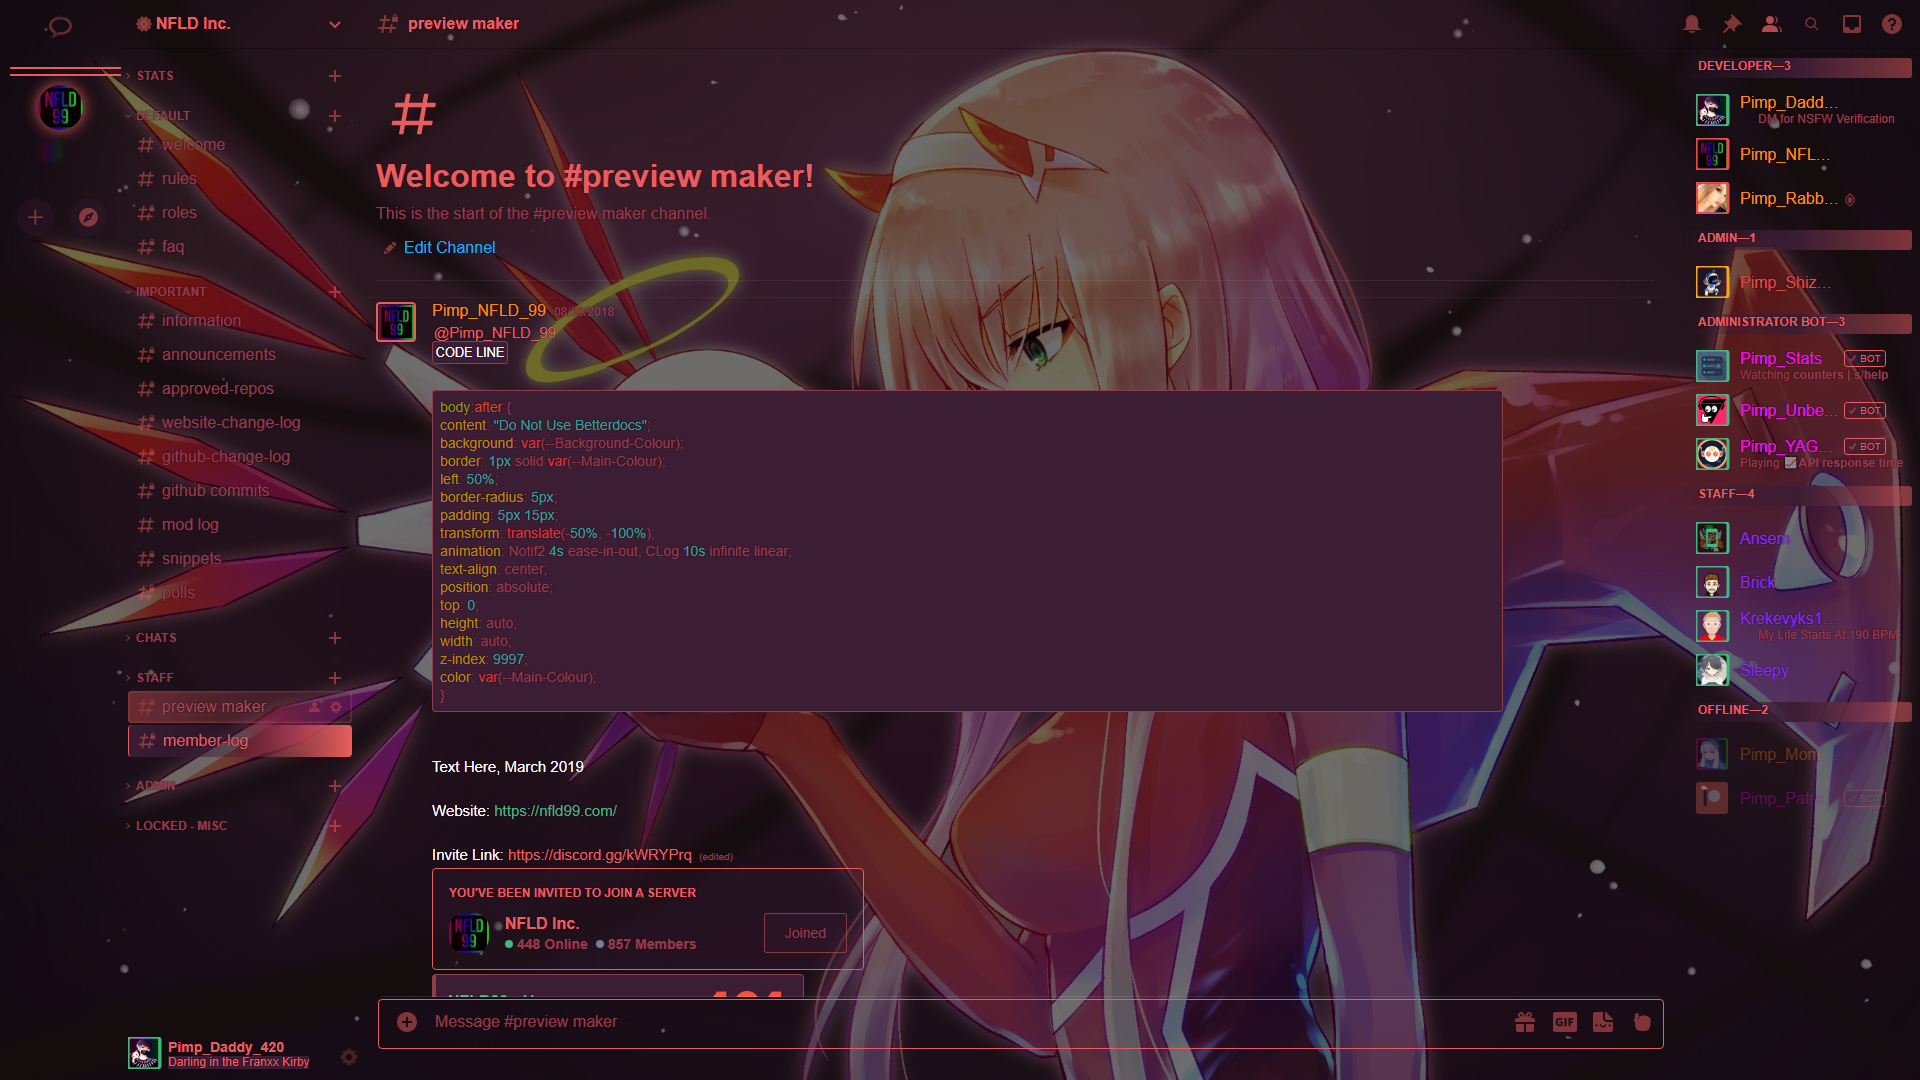 NFLD Inc.
preview maker
STATS
NFLD
99
DEFAULT
welcome
rules
roles
faq
IMPORTANT
information
announcements
approved-repos
website-change-log
github-change-log
github commits
mod log
snippets
polls
CHATS
STAFF
preview maker
member-log
ADMIN
LOCKED - MISC
Pimp_Daddy_420
Darling in the Franxx Kirby
Welcome to #preview maker!
This is the start of the #preview maker channel.
Edit Channel
NFLD
99
Pimp_NFLD_99
@Pimp_NFLD_99
CODE LINE
body:after {
content: "Do Not Use Betterdocs";
background: var(--Background-Colour);
border: 1px solid var(--Main-Colour);
left: 50%;
border-radius: 5px;
padding: 5px 15px;
transform: translate(-50%, -100%);
animation: Notif2 4s ease-in-out, CLog 10s infinite linear;
text-align: center;
position: absolute;
top: 0;
height: auto;
width: auto;
z-index: 9997;
color: var(--Main-Colour);
}
Text Here, March 2019
Website: https://nfld99.com/
Invite Link: https://discord.gg/kWRYPrq (edited)
YOU'VE BEEN INVITED TO JOIN A SERVER
NFLD
99
NFLD Inc.
448 Online 857 Members
Joined
Message #preview maker
GIF
DEVELOPER—3
Pimp_Dadd...
DM for NSFW Verification
NFLD
99
Pimp_NFL...
Pimp_Rabb...
ADMIN—1
Pimp_Shiz...
ADMINISTRATOR BOT—3
Pimp_Stats BOT
Watching counters | s/help
Pimp_Unbe... BOT
Pimp_YAG... BOT
Playing API response time
STAFF—4
Ansem
Brick
Krekevyks1...
My Life Starts At 190 BPM
Sleepy
OFFLINE—2
Pimp_Mom
BOT